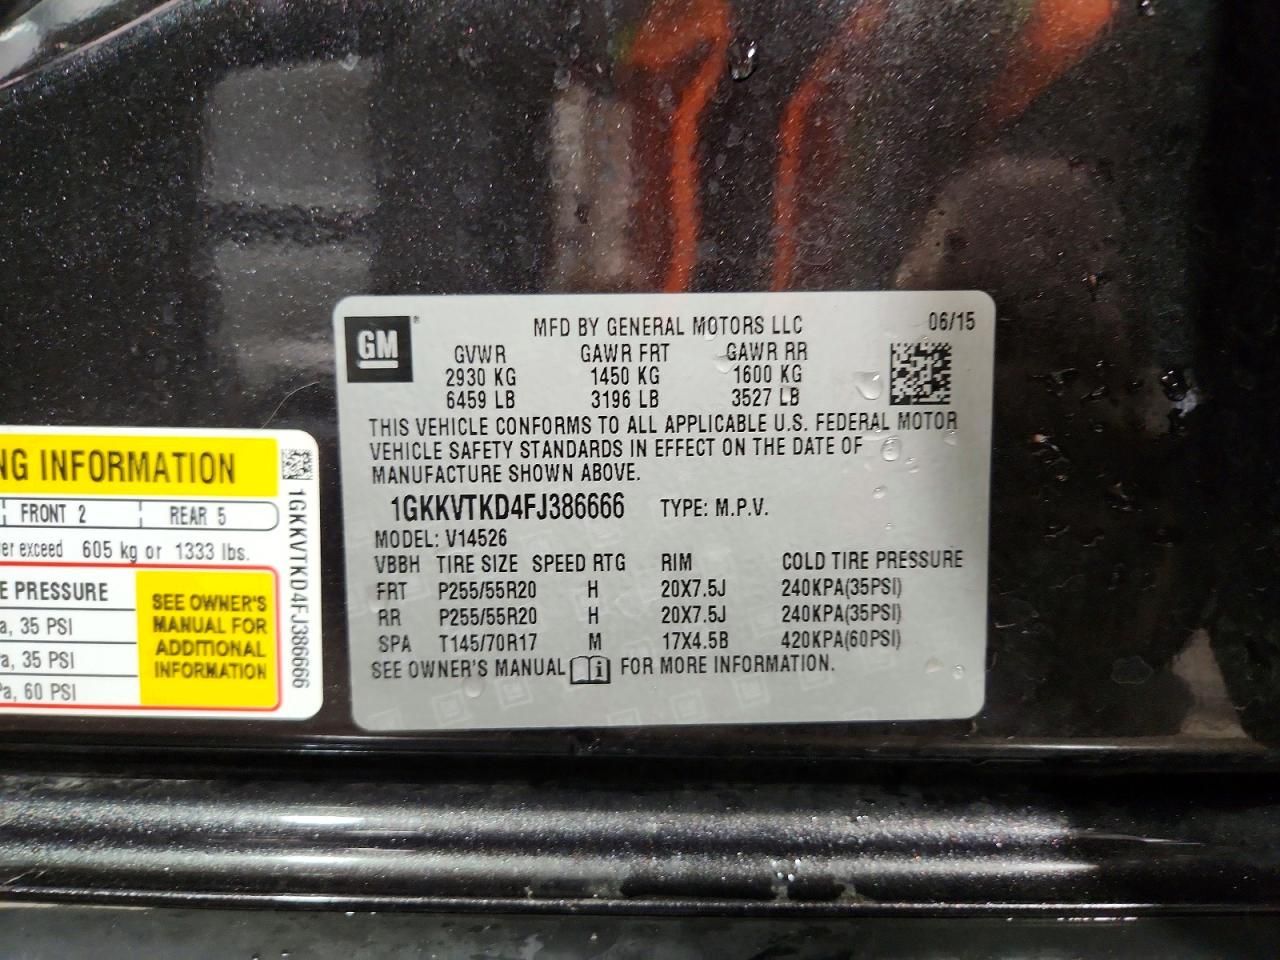 GM
MFD BY GENERAL MOTORS LLC 06/15
GVWR GAWR FRT GAWR RR
2930 KG 1450 KG 1600 KG
6459 LB 3196 LB 3527 LB
THIS VEHICLE CONFORMS TO ALL APPLICABLE U.S. FEDERAL MOTOR
VEHICLE SAFETY STANDARDS IN EFFECT ON THE DATE OF
MANUFACTURE SHOWN ABOVE.
1GKKVTKD4FJ386666 TYPE: M.P.V.
MODEL: V14526
VBBH TIRE SIZE SPEED RTG RIM COLD TIRE PRESSURE
FRT P255/55R20 H 20X7.5J 240KPA(35PSI)
RR P255/55R20 H 20X7.5J 240KPA(35PSI)
SPA T145/70R17 M 17X4.5B 420KPA(60PSI)
SEE OWNER'S MANUAL FOR MORE INFORMATION.
NG INFORMATION
FRONT 2 REAR 5
ver exceed 605 kg or 1333 lbs.
E PRESSURE
a, 35 PSI
a, 35 PSI
Pa, 60 PSI
SEE OWNER'S
MANUAL FOR
ADDITIONAL
INFORMATION
1GKKVTKD4FJ386666